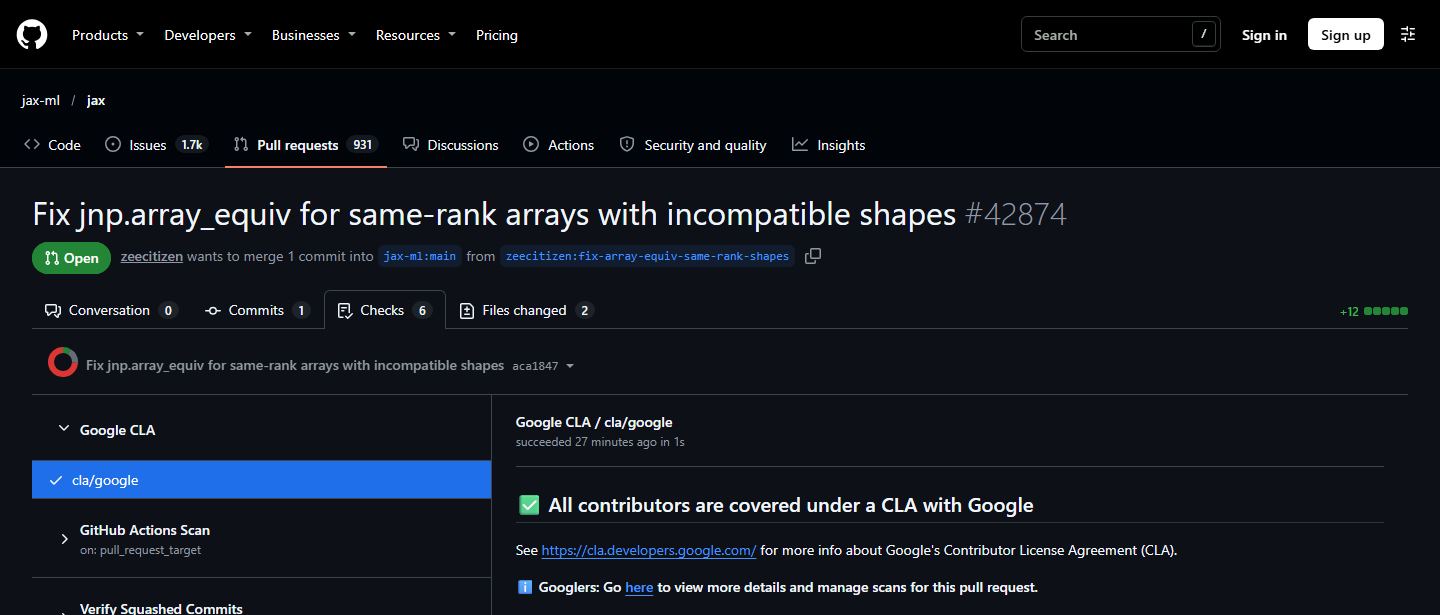 Products Developers Businesses Resources Pricing Search / Sign in Sign up
jax-ml / jax
Code Issues 1.7k Pull requests 931 Discussions Actions Security and quality Insights
Fix jnp.array_equiv for same-rank arrays with incompatible shapes #42874
Open zeecitizen wants to merge 1 commit into jax-ml:main from zeecitizen:fix-array-equiv-same-rank-shapes
Conversation 0 Commits 1 Checks 6 Files changed 2 +12
Fix jnp.array_equiv for same-rank arrays with incompatible shapes aca1847
Google CLA
cla/google
GitHub Actions Scan
on: pull_request_target
Verify Squashed Commits
Google CLA / cla/google
succeeded 27 minutes ago in 1s
✅ All contributors are covered under a CLA with Google
See https://cla.developers.google.com/ for more info about Google's Contributor License Agreement (CLA).
ℹ️ Googlers: Go here to view more details and manage scans for this pull request.